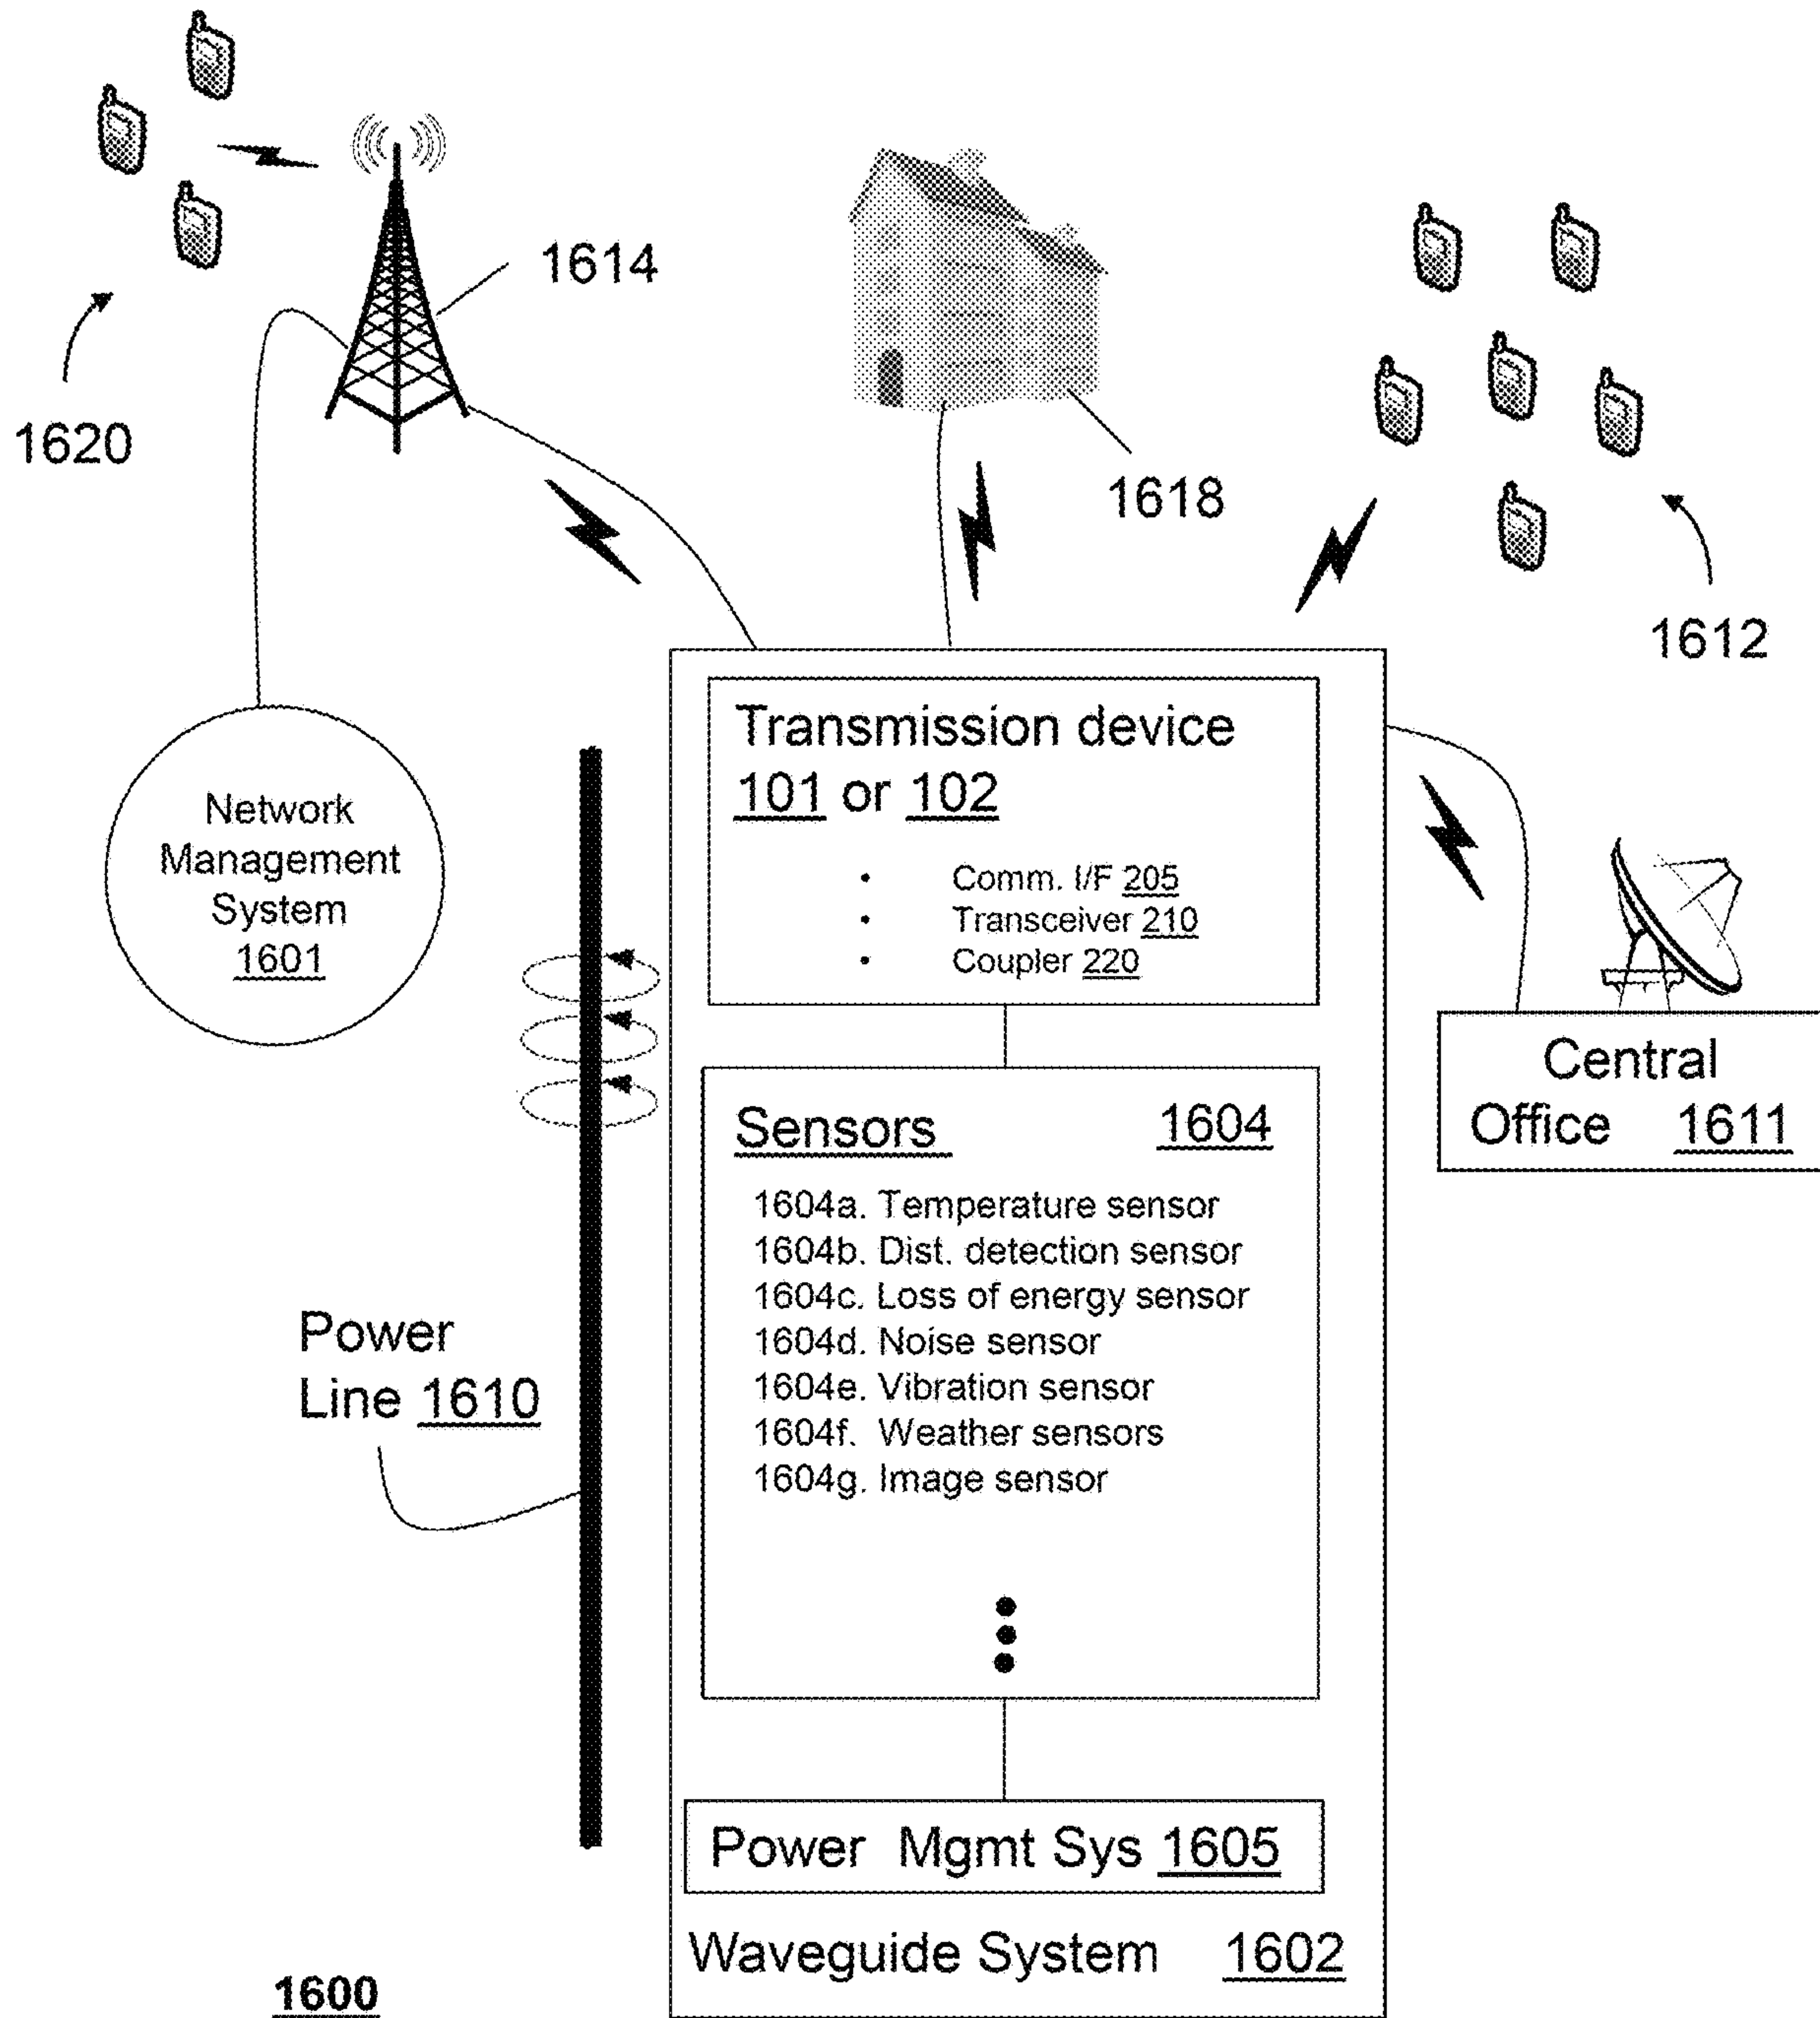 1614
1620
1618
1612
Network
Management
System
1601
Transmission device
101 or 102
• Comm. I/F 205
• Transceiver 210
• Coupler 220
Central
Office 1611
Sensors 1604
1604a. Temperature sensor
1604b. Dist. detection sensor
1604c. Loss of energy sensor
1604d. Noise sensor
1604e. Vibration sensor
1604f. Weather sensors
1604g. Image sensor
Power
Line 1610
Power Mgmt Sys 1605
Waveguide System 1602
1600